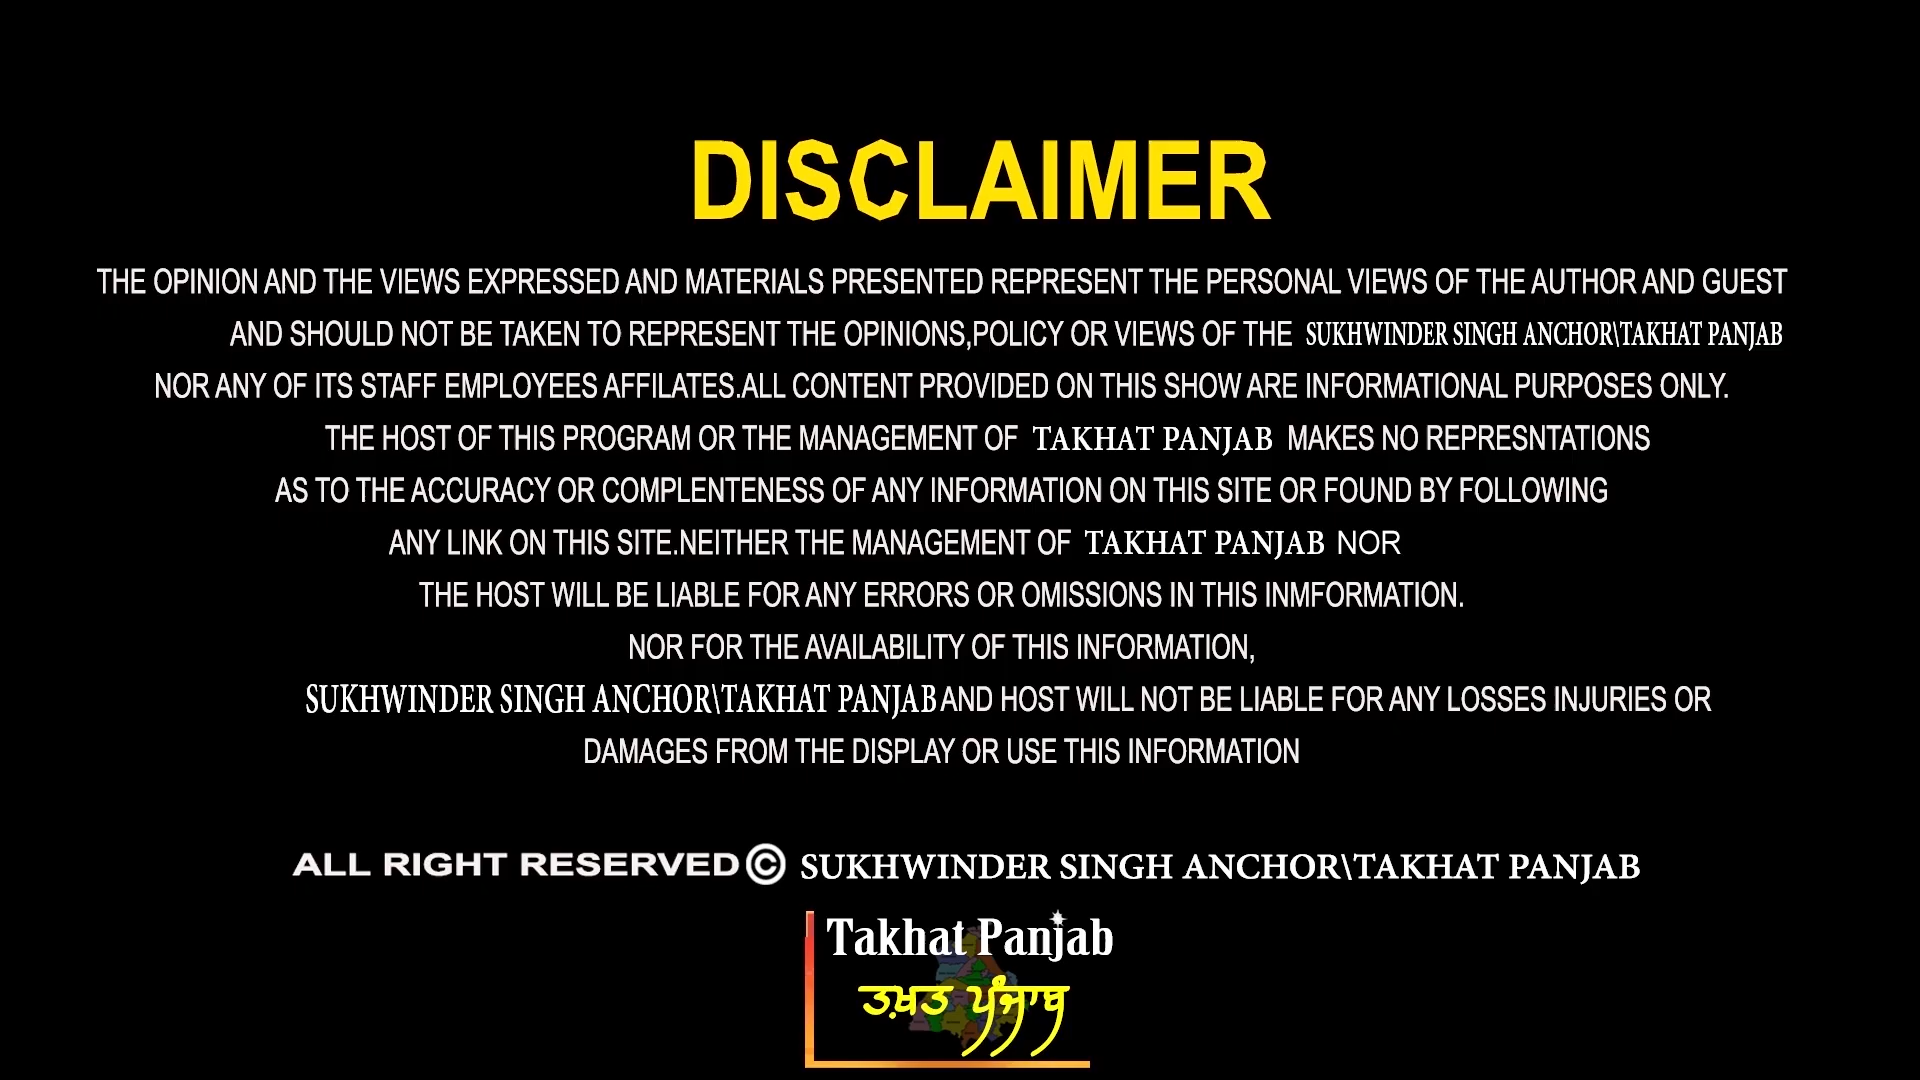 DISCLAIMER
THE OPINION AND THE VIEWS EXPRESSED AND MATERIALS PRESENTED REPRESENT THE PERSONAL VIEWS OF THE AUTHOR AND GUEST
AND SHOULD NOT BE TAKEN TO REPRESENT THE OPINIONS,POLICY OR VIEWS OF THE SUKHWINDER SINGH ANCHOR\TAKHAT PANJAB
NOR ANY OF ITS STAFF EMPLOYEES AFFILATES.ALL CONTENT PROVIDED ON THIS SHOW ARE INFORMATIONAL PURPOSES ONLY.
THE HOST OF THIS PROGRAM OR THE MANAGEMENT OF TAKHAT PANJAB MAKES NO REPRESNTATIONS
AS TO THE ACCURACY OR COMPLENTENESS OF ANY INFORMATION ON THIS SITE OR FOUND BY FOLLOWING
ANY LINK ON THIS SITE.NEITHER THE MANAGEMENT OF TAKHAT PANJAB NOR
THE HOST WILL BE LIABLE FOR ANY ERRORS OR OMISSIONS IN THIS INMFORMATION.
NOR FOR THE AVAILABILITY OF THIS INFORMATION,
SUKHWINDER SINGH ANCHOR\TAKHAT PANJAB AND HOST WILL NOT BE LIABLE FOR ANY LOSSES INJURIES OR
DAMAGES FROM THE DISPLAY OR USE THIS INFORMATION
ALL RIGHT RESERVED © SUKHWINDER SINGH ANCHOR\TAKHAT PANJAB
Takhat Panjab
ਤਖ਼ਤ ਪੰਜਾਬ